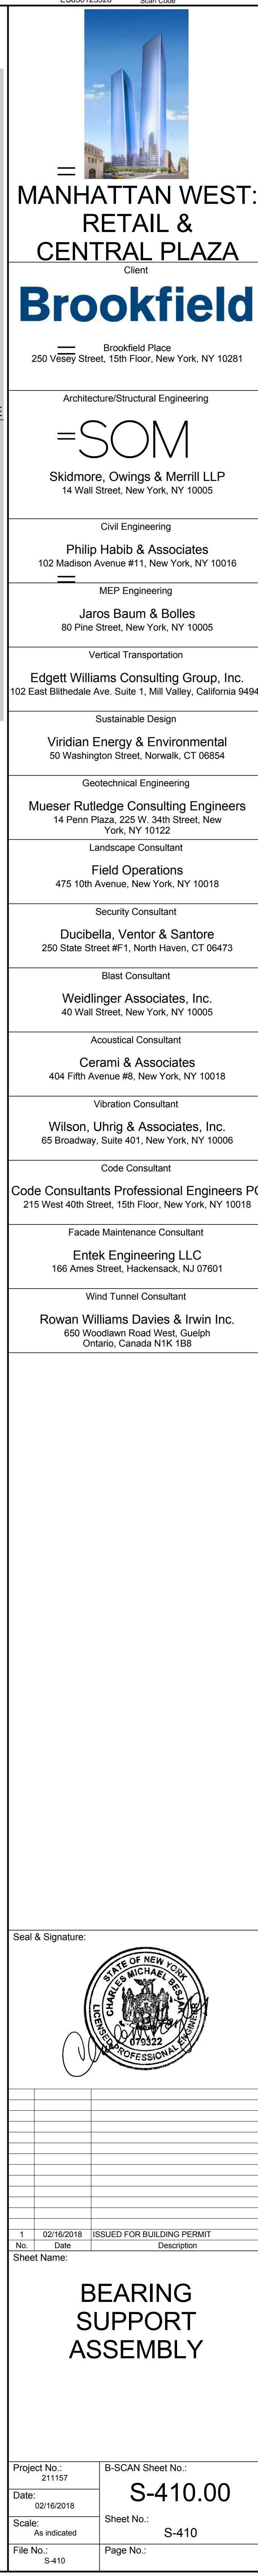 Scan Code
MANHATTAN WEST:
RETAIL &
CENTRAL PLAZA
Client
Brookfield
Brookfield Place
250 Vesey Street, 15th Floor, New York, NY 10281
Architecture/Structural Engineering
SOM
Skidmore, Owings & Merrill LLP
14 Wall Street, New York, NY 10005
Civil Engineering
Philip Habib & Associates
102 Madison Avenue #11, New York, NY 10016
MEP Engineering
Jaros Baum & Bolles
80 Pine Street, New York, NY 10005
Vertical Transportation
Edgett Williams Consulting Group, Inc.
102 East Blithedale Ave. Suite 1, Mill Valley, California 9494
Sustainable Design
Viridian Energy & Environmental
50 Washington Street, Norwalk, CT 06854
Geotechnical Engineering
Mueser Rutledge Consulting Engineers
14 Penn Plaza, 225 W. 34th Street, New
York, NY 10122
Landscape Consultant
Field Operations
475 10th Avenue, New York, NY 10018
Security Consultant
Ducibella, Ventor & Santore
250 State Street #F1, North Haven, CT 06473
Blast Consultant
Weidlinger Associates, Inc.
40 Wall Street, New York, NY 10005
Acoustical Consultant
Cerami & Associates
404 Fifth Avenue #8, New York, NY 10018
Vibration Consultant
Wilson, Uhrig & Associates, Inc.
65 Broadway, Suite 401, New York, NY 10006
Code Consultant
Code Consultants Professional Engineers PC
215 West 40th Street, 15th Floor, New York, NY 10018
Facade Maintenance Consultant
Entek Engineering LLC
166 Ames Street, Hackensack, NJ 07601
Wind Tunnel Consultant
Rowan Williams Davies & Irwin Inc.
650 Woodlawn Road West, Guelph
Ontario, Canada N1K 1B8
Seal & Signature:
STATE OF NEW YORK
CHARLES MICHAEL BESJAK
079322
LICENSED PROFESSIONAL ENGINEER
1 02/16/2018 ISSUED FOR BUILDING PERMIT
No. Date Description
Sheet Name:
BEARING
SUPPORT
ASSEMBLY
Project No.: B-SCAN Sheet No.:
211157
S-410.00
Date:
02/16/2018
Scale: Sheet No.:
As indicated S-410
File No.: Page No.:
S-410